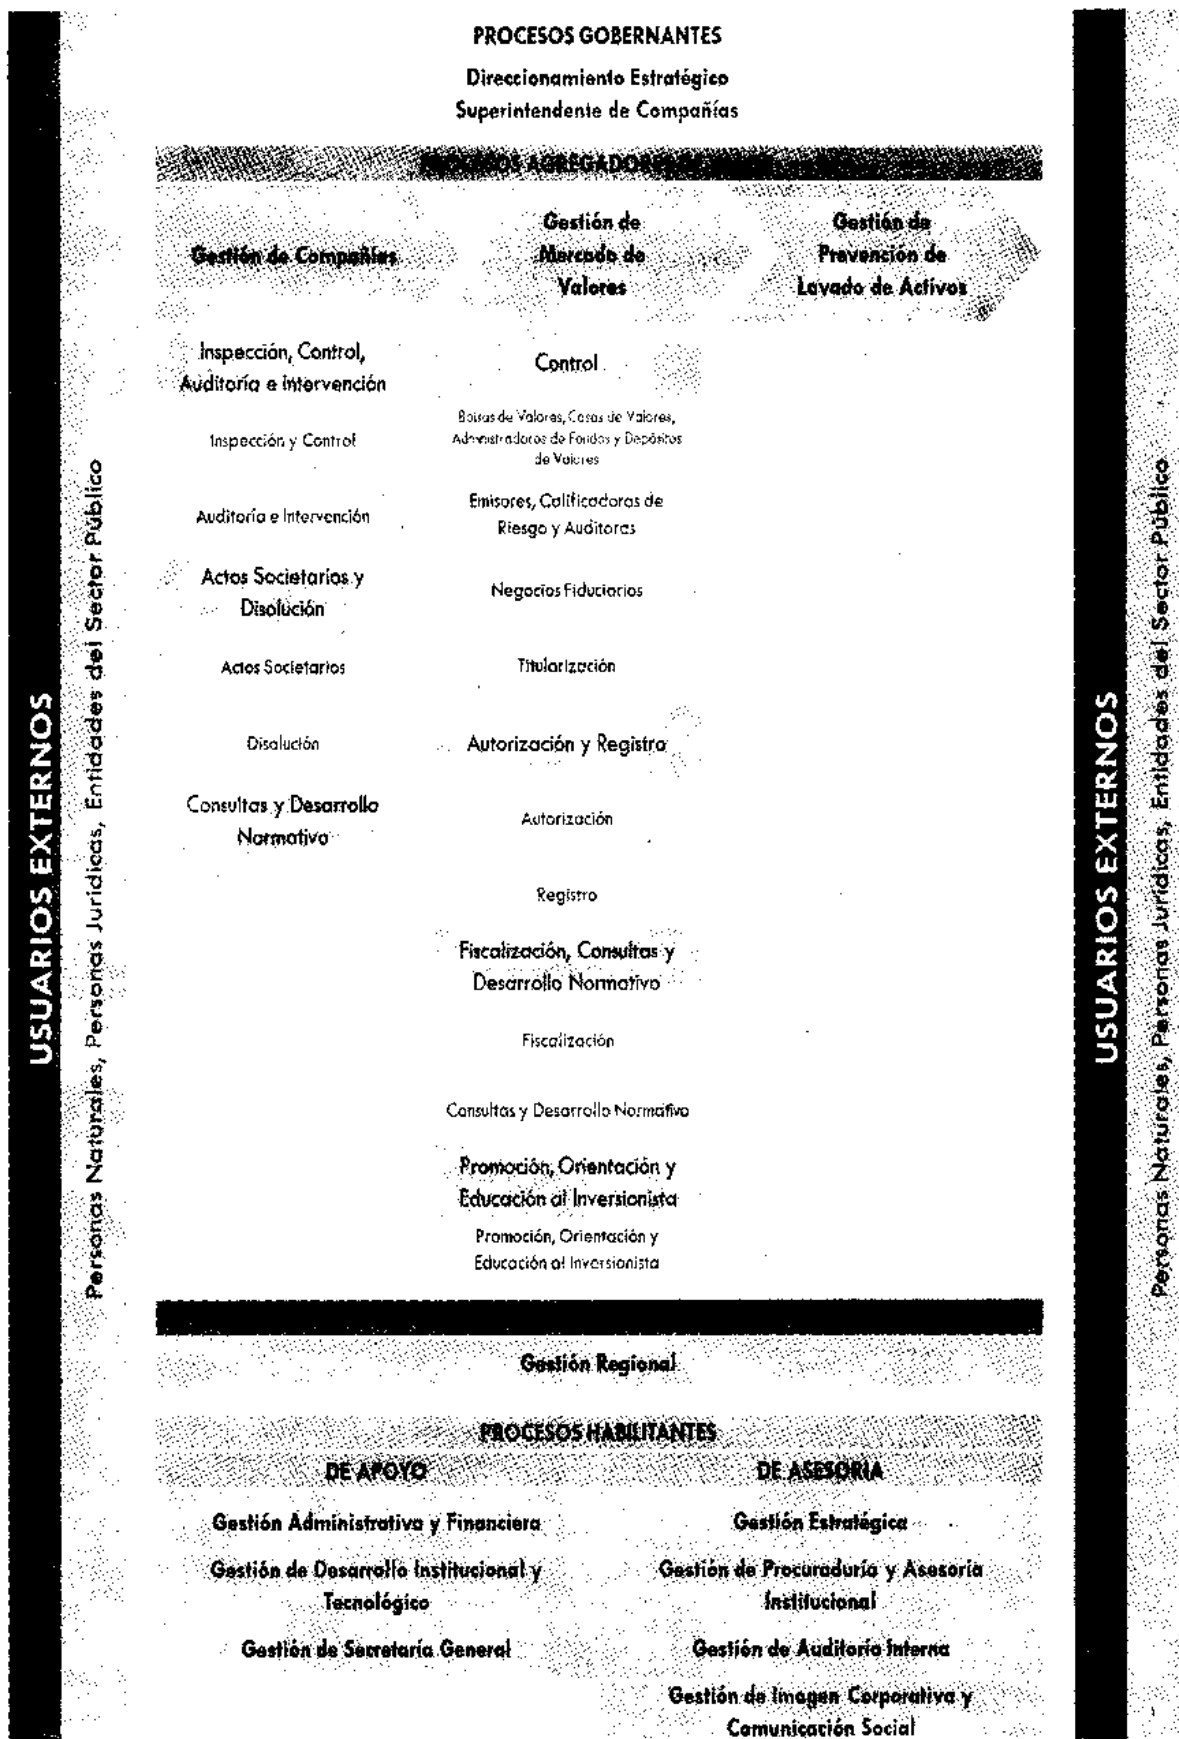 USUARIOS EXTERNOS
Personas Naturales, Personas Jurídicas, Entidades del Sector Público
PROCESOS GOBERNANTES
Direccionamiento Estratégico
Superintendente de Compañías
PROCESOS AGREGADORES
Gestión de Compañías
Gestión de
Mercado de
Valores
Gestión de
Prevención de
Lavado de Activos
Inspección, Control,
Auditoría e Intervención
Inspección y Control
Auditoría e Intervención
Actos Societarios y
Disolución
Actos Societarios
Disolución
Consultas y Desarrollo
Normativo
Control
Bolsas de Valores, Casas de Valores,
Administradoras de Fondos y Depósitos
de Valores
Emisores, Calificadoras de
Riesgo y Auditoras
Negocios Fiduciarios
Titularización
Autorización y Registro
Autorización
Registro
Fiscalización, Consultas y
Desarrollo Normativo
Fiscalización
Consultas y Desarrollo Normativo
Promoción, Orientación y
Educación al Inversionista
Promoción, Orientación y
Educación al Inversionista
Gestión Regional
PROCESOS HABILITANTES
DE APOYO
DE ASESORIA
Gestión Administrativa y Financiera
Gestión de Desarrollo Institucional y
Tecnológico
Gestión de Secretaría General
Gestión Estratégica
Gestión de Procuraduría y Asesoría
Institucional
Gestión de Auditoría Interna
Gestión de Imagen Corporativa y
Comunicación Social
USUARIOS EXTERNOS
Personas Naturales, Personas Jurídicas, Entidades del Sector Público